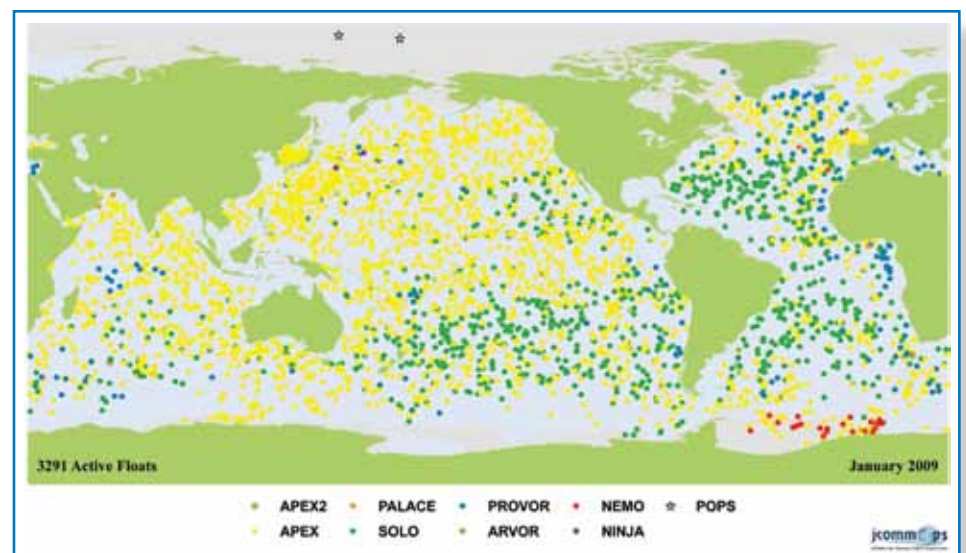 3291 Active Floats
January 2009
APEX2 PALACE PROVOR NEMO POPS
APEX SOLO ARVOR NINJA
jcommops